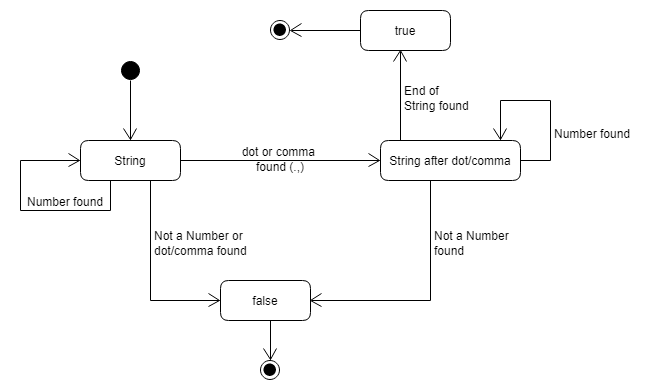 true
End of
String found
Number found
String
dot or comma
found (.,)
String after dot/comma
Number found
Not a Number or
dot/comma found
Not a Number
found
false